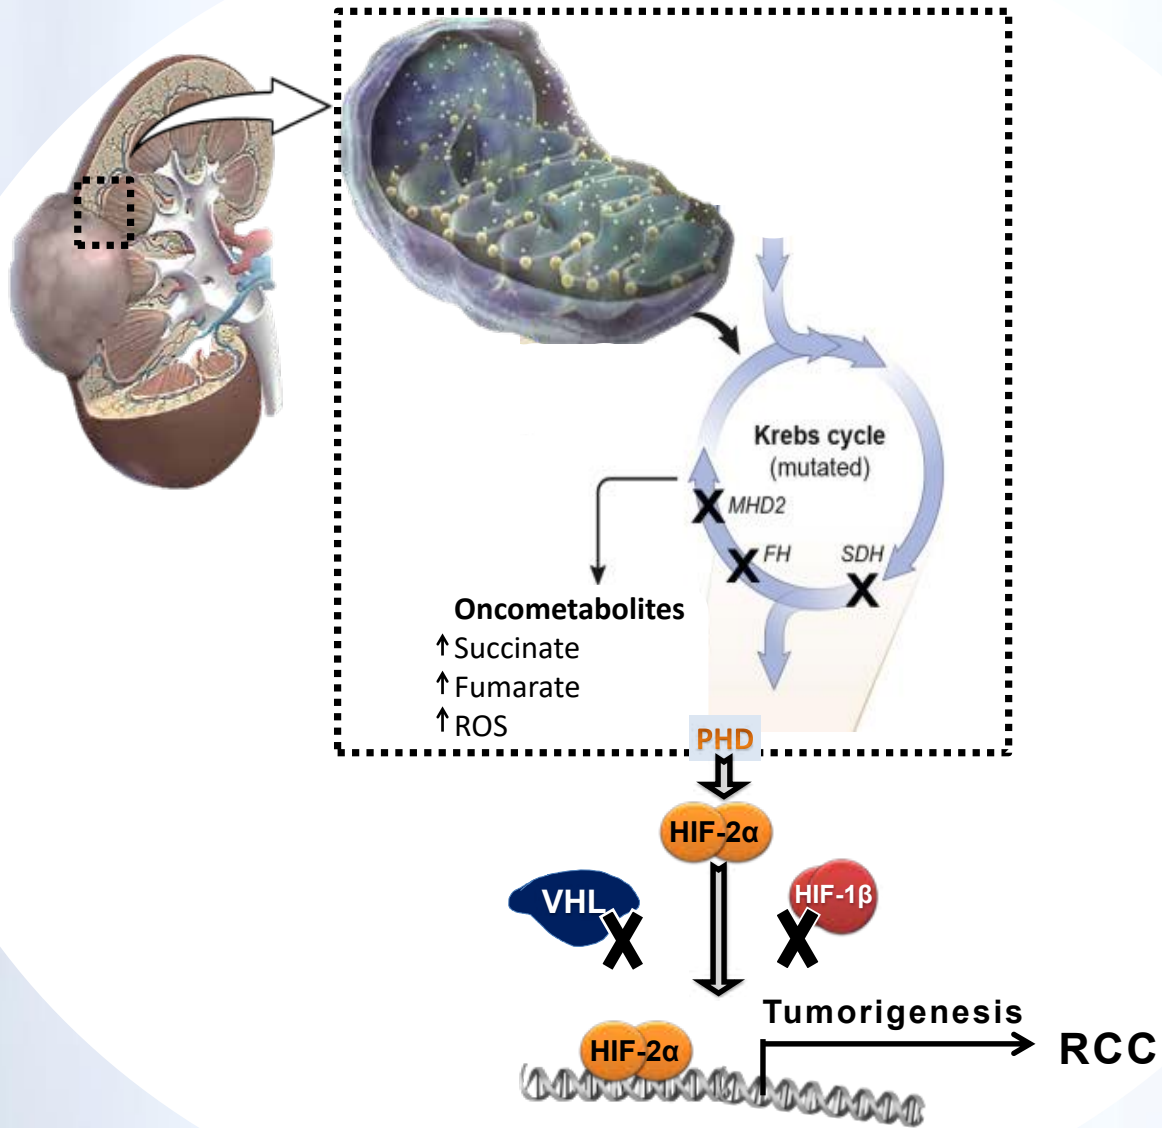 Krebs cycle
(mutated)
MHD2
FH
SDH
Oncometabolites
↑ Succinate
↑ Fumarate
↑ ROS
PHD
HIF-2α
VHL
HIF-1β
X
X
X
X
X
Tumorigenesis
HIF-2α
RCC